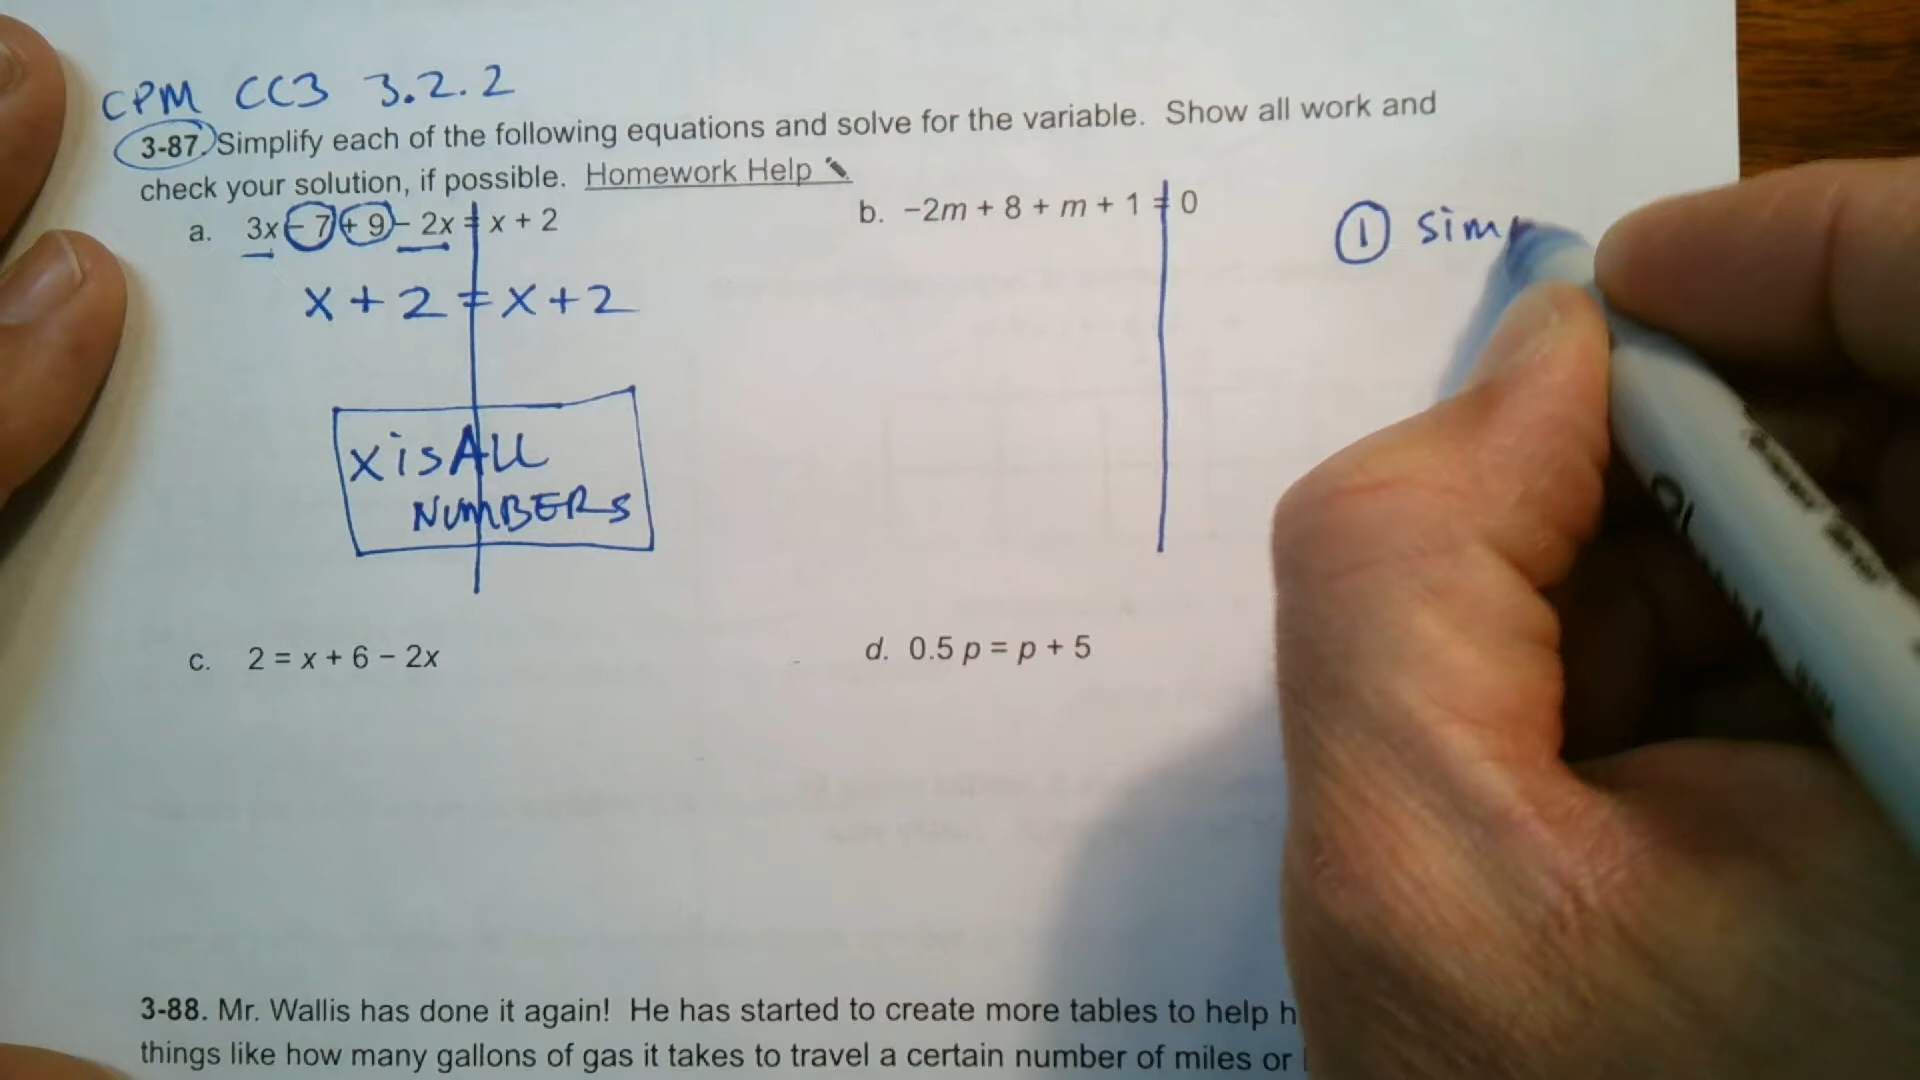 CPM CC3 3.2.2
3-87. Simplify each of the following equations and solve for the variable. Show all work and
check your solution, if possible. Homework Help
a. 3x − 7 + 9 − 2x = x + 2
x + 2 = x + 2
x is ALL
NUMBERS
b. −2m + 8 + m + 1 = 0
① simp
c. 2 = x + 6 − 2x
d. 0.5 p = p + 5
3-88. Mr. Wallis has done it again! He has started to create more tables to help h
things like how many gallons of gas it takes to travel a certain number of miles or